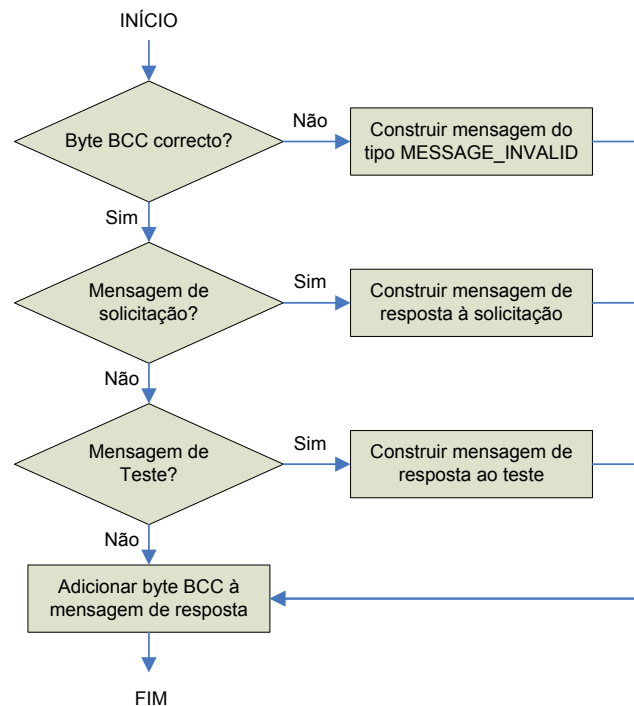 INÍCIO
Byte BCC correcto?
Não
Construir mensagem do
tipo MESSAGE_INVALID
Sim
Mensagem de
solicitação?
Sim
Construir mensagem de
resposta à solicitação
Não
Mensagem de
Teste?
Sim
Construir mensagem de
resposta ao teste
Não
Adicionar byte BCC à
mensagem de resposta
FIM